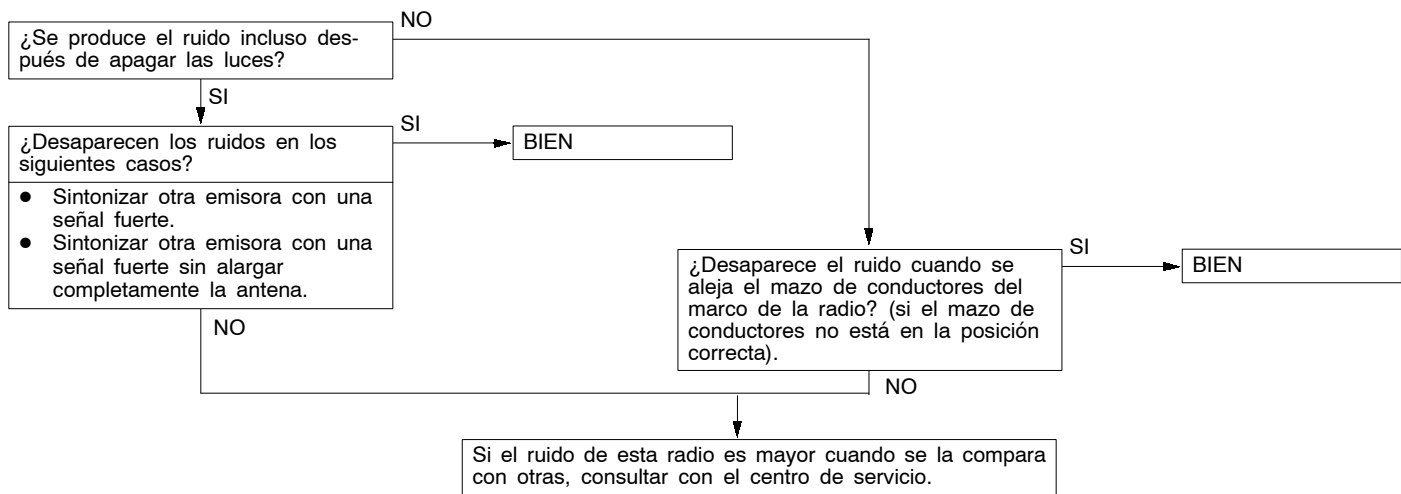 NO
¿Se produce el ruido incluso des-
pués de apagar las luces?
SI
¿Desaparecen los ruidos en los
siguientes casos?
SI
BIEN
● Sintonizar otra emisora con una
señal fuerte.
● Sintonizar otra emisora con una
señal fuerte sin alargar
completamente la antena.
NO
¿Desaparece el ruido cuando se
aleja el mazo de conductores del
marco de la radio? (si el mazo de
conductores no está en la posición
correcta).
SI
BIEN
NO
Si el ruido de esta radio es mayor cuando se la compara
con otras, consultar con el centro de servicio.